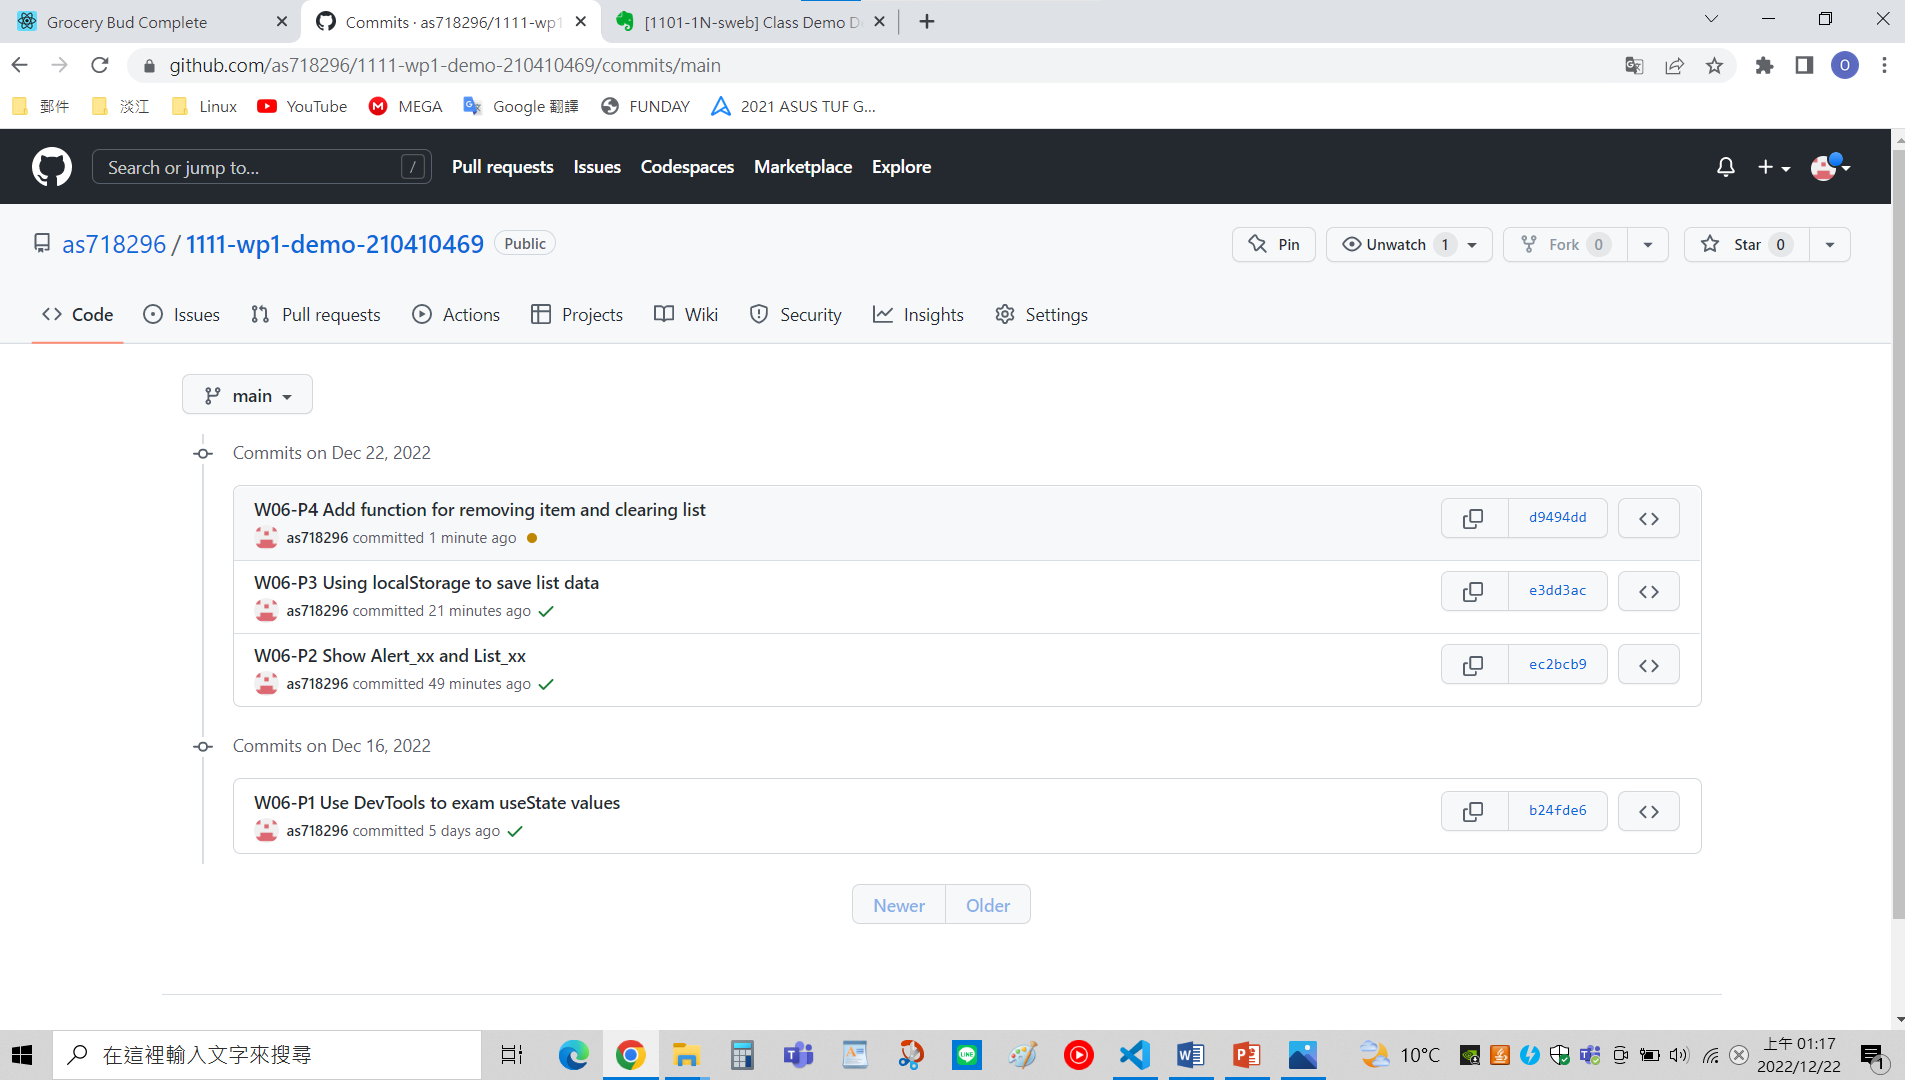 Grocery Bud Complete
Commits · as718296/1111-wp1
[1101-1N-sweb] Class Demo D
github.com/as718296/1111-wp1-demo-210410469/commits/main
O
郵件
淡江
Linux
YouTube
MEGA
Google 翻譯
FUNDAY
2021 ASUS TUF G...
Search or jump to...
/
Pull requests
Issues
Codespaces
Marketplace
Explore
as718296 / 1111-wp1-demo-210410469
Public
Pin
Unwatch 1
Fork 0
Star 0
Code
Issues
Pull requests
Actions
Projects
Wiki
Security
Insights
Settings
main
Commits on Dec 22, 2022
W06-P4 Add function for removing item and clearing list
as718296 committed 1 minute ago
d9494dd
W06-P3 Using localStorage to save list data
as718296 committed 21 minutes ago
e3dd3ac
W06-P2 Show Alert_xx and List_xx
as718296 committed 49 minutes ago
ec2bcb9
Commits on Dec 16, 2022
W06-P1 Use DevTools to exam useState values
as718296 committed 5 days ago
b24fde6
Newer
Older
在這裡輸入文字來搜尋
10°C
上午 01:17
2022/12/22
1